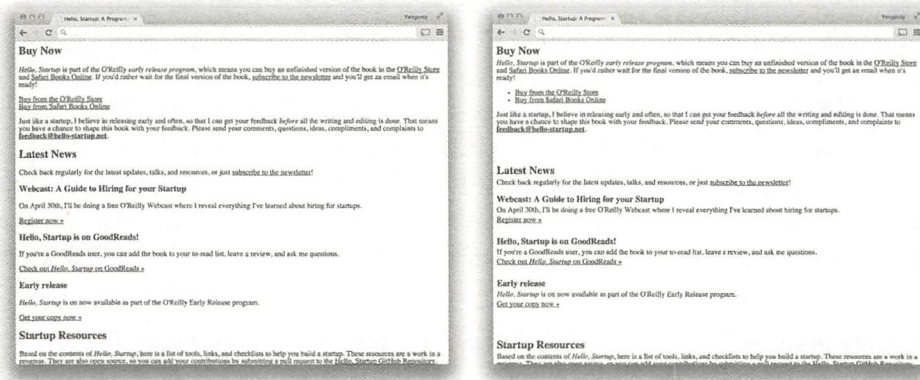 Hello, Startup: A Program
Yevgeniy
Buy Now
Hello, Startup is part of the O'Reilly early release program, which means you can buy an unfinished version of the book in the O'Reilly Store
and Safari Books Online. If you'd rather wait for the final version of the book, subscribe to the newsletter and you'll get an email when it's
ready!
Buy from the O'Reilly Store
Buy from Safari Books Online
Just like a startup, I believe in releasing early and often, so that I can get your feedback before all the writing and editing is done. That means
you have a chance to shape this book with your feedback. Please send your comments, questions, ideas, compliments, and complaints to
feedback@hello-startup.net.
Latest News
Check back regularly for the latest updates, talks, and resources, or just subscribe to the newsletter!
Webcast: A Guide to Hiring for your Startup
On April 30th, I'll be doing a free O'Reilly Webcast where I reveal everything I've learned about hiring for startups.
Register now »
Hello, Startup is on GoodReads!
If you're a GoodReads user, you can add the book to your to-read list, leave a review, and ask me questions.
Check out Hello, Startup on GoodReads »
Early release
Hello, Startup is on now available as part of the O'Reilly Early Release program.
Get your copy now »
Startup Resources
Based on the contents of Hello, Startup, here is a list of tools, links, and checklists to help you build a startup. These resources are a work in a
progress. They are also open source, so you can add your contributions by submitting a pull request to the Hello, Startup GitHub Repository.
Hello, Startup: A Program
Yevgeniy
Buy Now
Hello, Startup is part of the O'Reilly early release program, which means you can buy an unfinished version of the book in the O'Reilly Store
and Safari Books Online. If you'd rather wait for the final version of the book, subscribe to the newsletter and you'll get an email when it's
ready!
• Buy from the O'Reilly Store
• Buy from Safari Books Online
Just like a startup, I believe in releasing early and often, so that I can get your feedback before all the writing and editing is done. That means
you have a chance to shape this book with your feedback. Please send your comments, questions, ideas, compliments, and complaints to
feedback@hello-startup.net.
Latest News
Check back regularly for the latest updates, talks, and resources, or just subscribe to the newsletter!
Webcast: A Guide to Hiring for your Startup
On April 30th, I'll be doing a free O'Reilly Webcast where I reveal everything I've learned about hiring for startups.
Register now »
Hello, Startup is on GoodReads!
If you're a GoodReads user, you can add the book to your to-read list, leave a review, and ask me questions.
Check out Hello, Startup on GoodReads »
Early release
Hello, Startup is on now available as part of the O'Reilly Early Release program.
Get your copy now »
Startup Resources
Based on the contents of Hello, Startup, here is a list of tools, links, and checklists to help you build a startup. These resources are a work in a